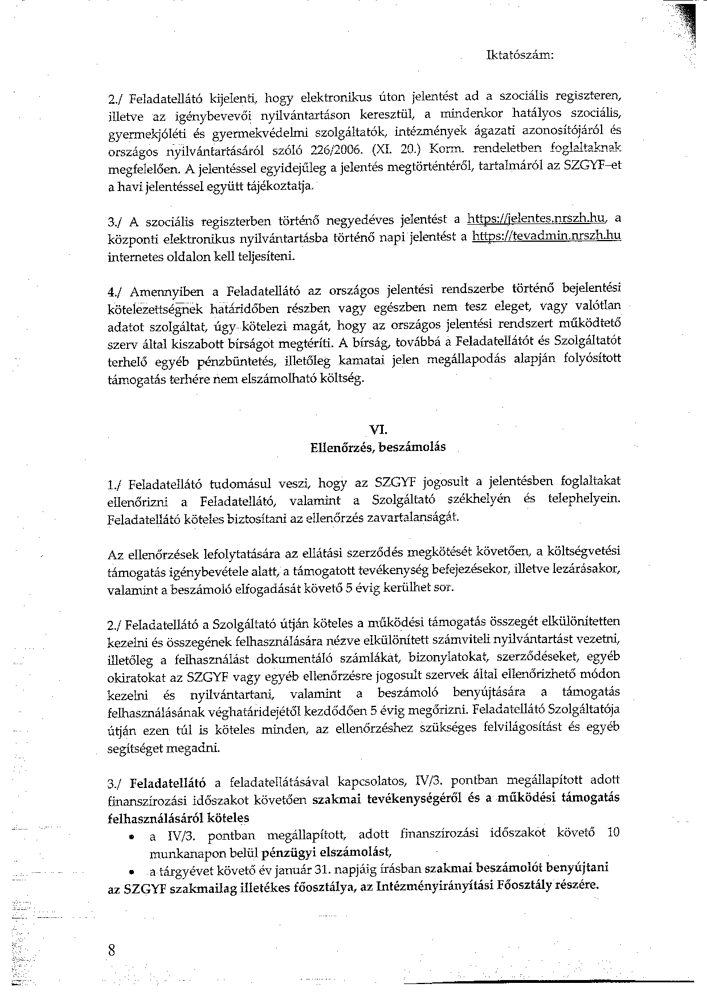 Iktatószám:
2./ Feladatellátó kijelenti, hogy elektronikus úton jelentést ad a szociális regiszteren,
illetve az igénybevevői nyilvántartáson keresztül, a mindenkor hatályos szociális,
gyermekjóléti és gyermekvédelmi szolgáltatók, intézmények ágazati azonosítójáról és
országos nyilvántartásáról szóló 226/2006. (XI. 20.) Korm. rendeletben foglaltaknak
megfelelően. A jelentéssel egyidejűleg a jelentés megtörténtéről, tartalmáról az SZGYF-et
a havi jelentéssel együtt tájékoztatja.
3./ A szociális regiszterben történő negyedéves jelentést a https://jelentes.nrszh.hu, a
központi elektronikus nyilvántartásba történő napi jelentést a https://tevadmin.nrszh.hu
internetes oldalon kell teljesíteni.
4./ Amennyiben a Feladatellátó az országos jelentési rendszerbe történő bejelentési
kötelezettségnek határidőben részben vagy egészben nem tesz eleget, vagy valótlan
adatot szolgáltat, úgy kötelezi magát, hogy az országos jelentési rendszert működtető
szerv által kiszabott bírságot megtéríti. A bírság, továbbá a Feladatellátót és Szolgáltatót
terhelő egyéb pénzbüntetés, illetőleg kamatai jelen megállapodás alapján folyósított
támogatás terhére nem elszámolható költség.
VI.
Ellenőrzés, beszámolás
1./ Feladatellátó tudomásul veszi, hogy az SZGYF jogosult a jelentésben foglaltakat
ellenőrizni a Feladatellátó, valamint a Szolgáltató székhelyén és telephelyein.
Feladatellátó köteles biztosítani az ellenőrzés zavartalanságát.
Az ellenőrzések lefolytatására az ellátási szerződés megkötését követően, a költségvetési
támogatás igénybevétele alatt, a támogatott tevékenység befejezésekor, illetve lezárásakor,
valamint a beszámoló elfogadását követő 5 évig kerülhet sor.
2./ Feladatellátó a Szolgáltató útján köteles a működési támogatás összegét elkülönítetten
kezelni és összegének felhasználására nézve elkülönített számviteli nyilvántartást vezetni,
illetőleg a felhasználást dokumentáló számlákat, bizonylatokat, szerződéseket, egyéb
okiratokat az SZGYF vagy egyéb ellenőrzésre jogosult szervek által ellenőrizhető módon
kezelni és nyilvántartani, valamint a beszámoló benyújtására a támogatás
felhasználásának véghatáridejétől kezdődően 5 évig megőrizni. Feladatellátó Szolgáltatója
útján ezen túl is köteles minden, az ellenőrzéshez szükséges felvilágosítást és egyéb
segítséget megadni.
3./ Feladatellátó a feladatellátásával kapcsolatos, IV/3. pontban megállapított adott
finanszírozási időszakot követően szakmai tevékenységéről és a működési támogatás
felhasználásáról köteles
• a IV/3. pontban megállapított, adott finanszírozási időszakot követő 10
munkanapon belül pénzügyi elszámolást,
• a tárgyévet követő év január 31. napjáig írásban szakmai beszámolót benyújtani
az SZGYF szakmailag illetékes főosztálya, az Intézményirányítási Főosztály részére.
8